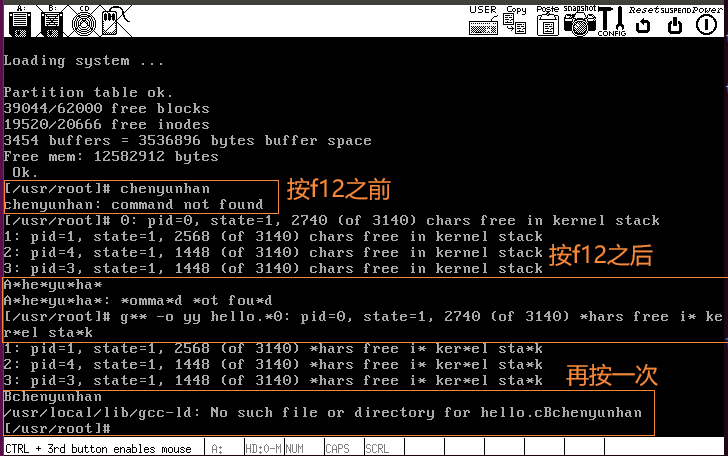 A: B: CD USER Copy Paste snapshot CONFIG Reset SUSPEND Power
Loading system ...
Partition table ok.
39044/62000 free blocks
19520/20666 free inodes
3454 buffers = 3536896 bytes buffer space
Free mem: 12582912 bytes
Ok.
[/usr/root]# chenyunhan
按f12之前
chenyunhan: command not found
[/usr/root]# 0: pid=0, state=1, 2740 (of 3140) chars free in kernel stack
1: pid=1, state=1, 2568 (of 3140) chars free in kernel stack
2: pid=4, state=1, 1448 (of 3140) chars free in kernel stack
按f12之后
3: pid=3, state=1, 1448 (of 3140) chars free in kernel stack
A*he*yu*ha*
A*he*yu*ha*: *omma*d *ot fou*d
[/usr/root]# g** -o yy hello.*0: pid=0, state=1, 2740 (of 3140) *hars free i* ke
r*el sta*k
1: pid=1, state=1, 2568 (of 3140) *hars free i* ker*el sta*k
2: pid=4, state=1, 1448 (of 3140) *hars free i* ker*el sta*k
3: pid=3, state=1, 1448 (of 3140) *hars free i* ker*el sta*k
再按一次
Bchenyunhan
/usr/local/lib/gcc-ld: No such file or directory for hello.cBchenyunhan
[/usr/root]#
CTRL + 3rd button enables mouse A: HD:0-M NUM CAPS SCRL